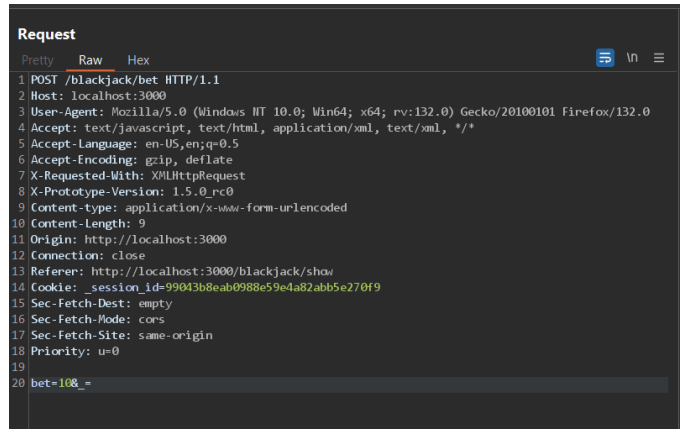 Request
Pretty Raw Hex \n
1 POST /blackjack/bet HTTP/1.1
2 Host: localhost:3000
3 User-Agent: Mozilla/5.0 (Windows NT 10.0; Win64; x64; rv:132.0) Gecko/20100101 Firefox/132.0
4 Accept: text/javascript, text/html, application/xml, text/xml, */*
5 Accept-Language: en-US,en;q=0.5
6 Accept-Encoding: gzip, deflate
7 X-Requested-With: XMLHttpRequest
8 X-Prototype-Version: 1.5.0_rc0
9 Content-type: application/x-www-form-urlencoded
10 Content-Length: 9
11 Origin: http://localhost:3000
12 Connection: close
13 Referer: http://localhost:3000/blackjack/show
14 Cookie: _session_id=99043b8eab0988e59e4a82abb5e270f9
15 Sec-Fetch-Dest: empty
16 Sec-Fetch-Mode: cors
17 Sec-Fetch-Site: same-origin
18 Priority: u=0
19
20 bet=10&_=